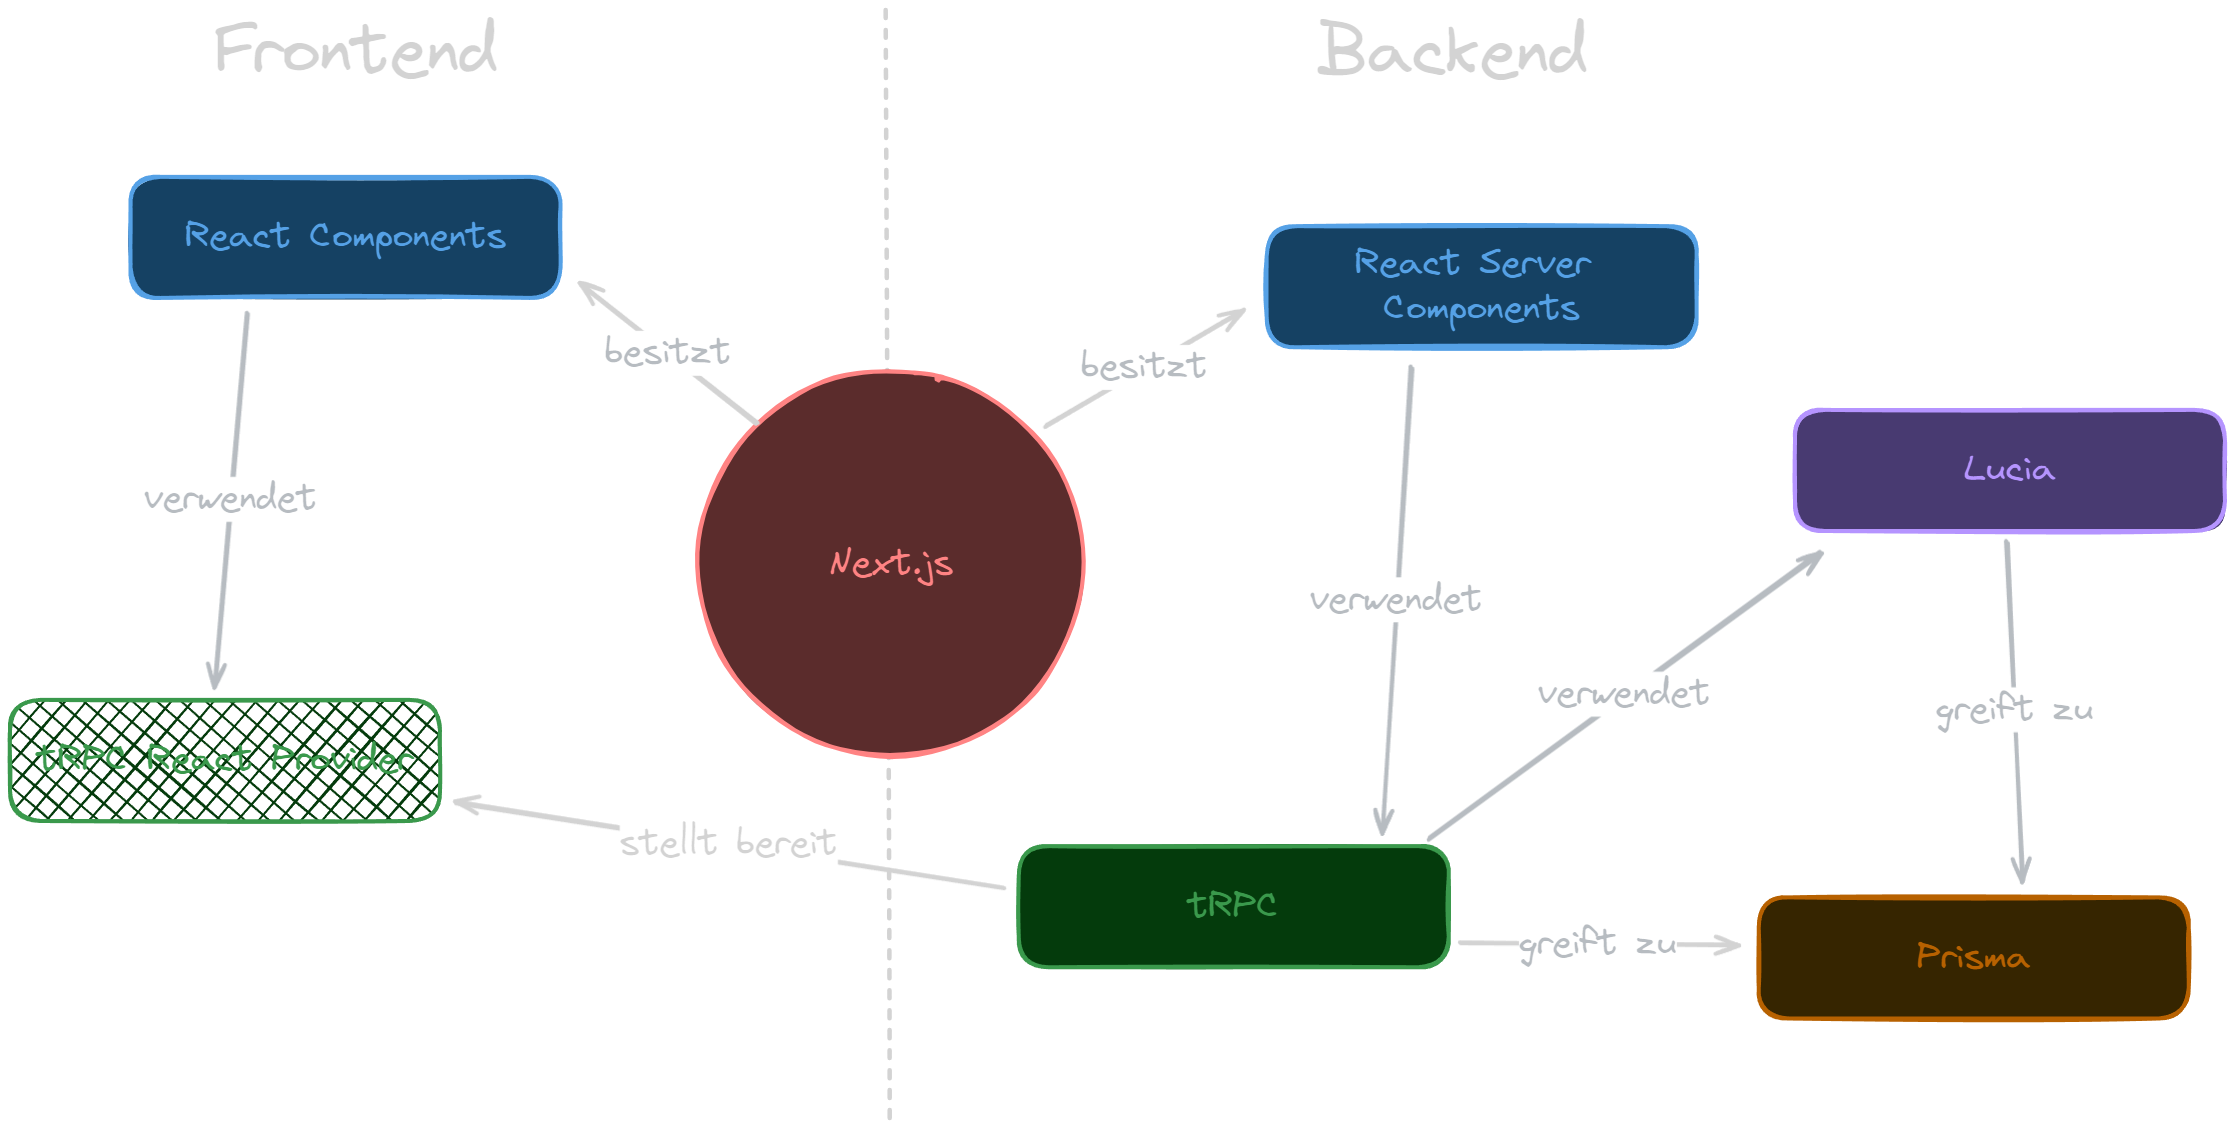 Frontend
Backend
React Components
React Server
Components
besitzt
besitzt
Lucia
verwendet
Next.js
verwendet
verwendet
greift zu
tRPC React Provider
stellt bereit
tRPC
greift zu
Prisma